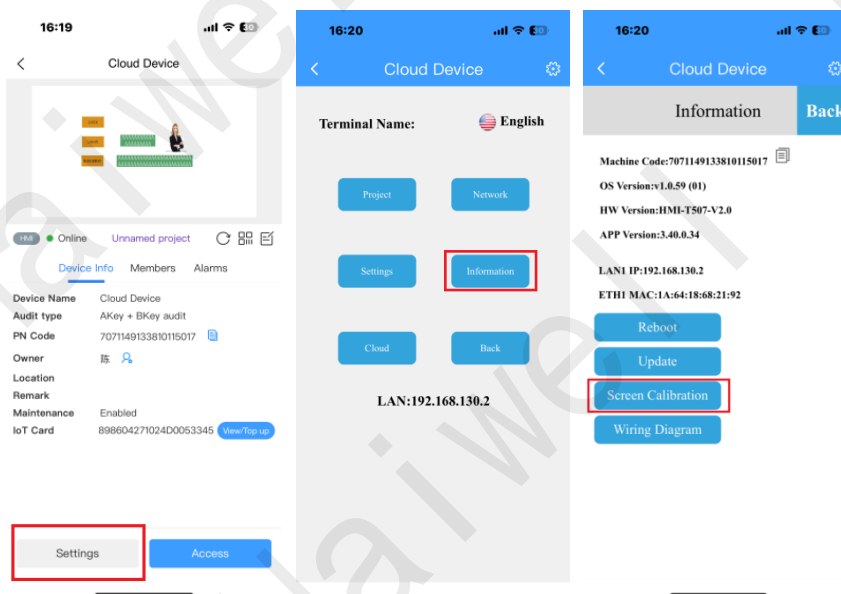 16:19
Cloud Device
HMI Online Unnamed project
Device Info Members Alarms
Device Name Cloud Device
Audit type AKey + BKey audit
PN Code 7071149133810115017
Owner 陈
Location
Remark
Maintenance Enabled
IoT Card 898604271024D0053345 View/Top up
Settings Access
16:20
Cloud Device
Terminal Name: English
Project Network
Settings Information
Cloud Back
LAN:192.168.130.2
16:20
Cloud Device
Information Back
Machine Code:7071149133810115017
OS Version:v1.0.59 (01)
HW Version:HMI-T507-V2.0
APP Version:3.40.0.34
LAN1 IP:192.168.130.2
ETH1 MAC:1A:64:18:68:21:92
Reboot
Update
Screen Calibration
Wiring Diagram